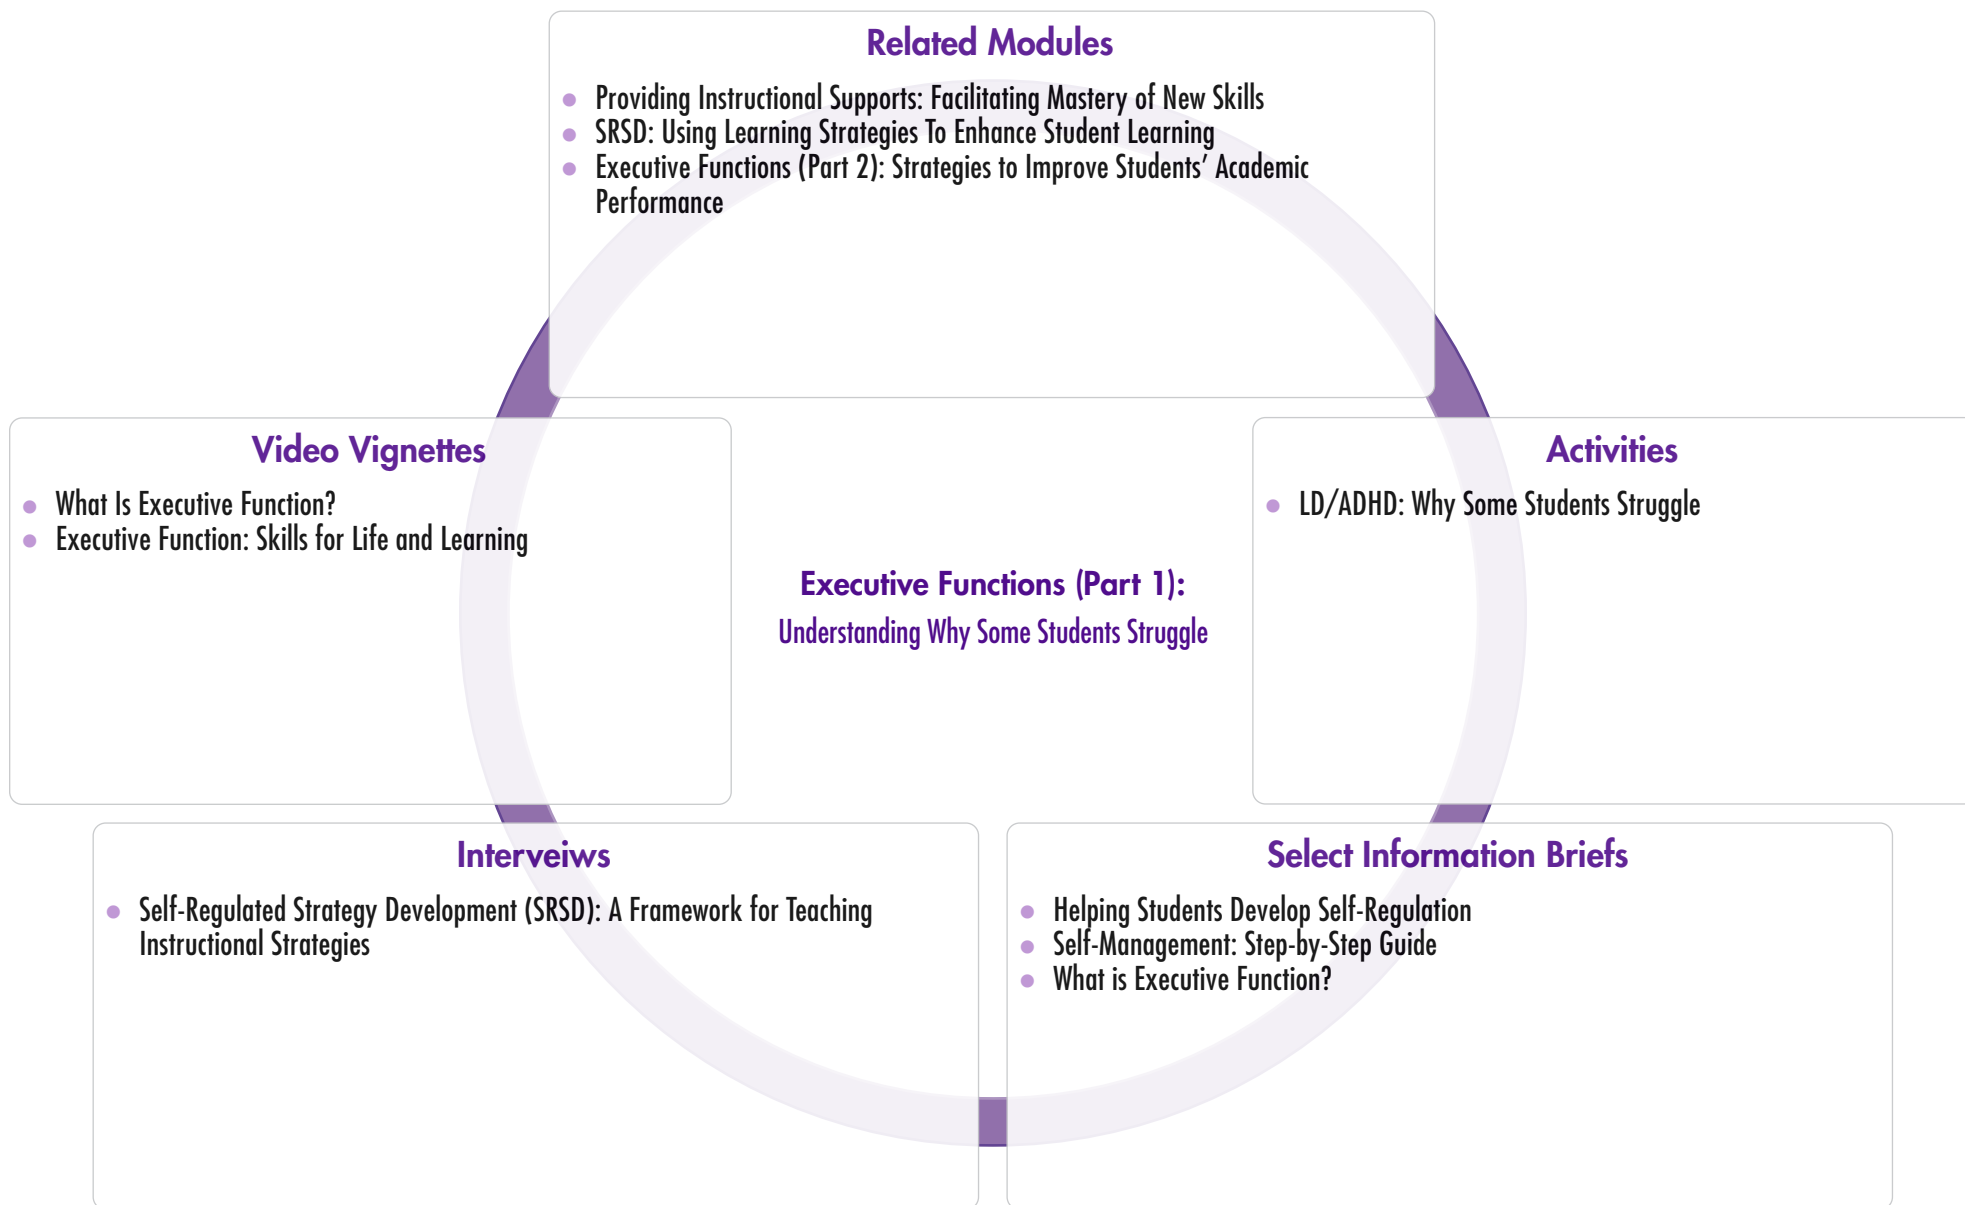 Related Modules
Providing Instructional Supports: Facilitating Mastery of New Skills
SRSD: Using Learning Strategies To Enhance Student Learning
Executive Functions (Part 2): Strategies to Improve Students’ Academic
Performance
Video Vignettes
What Is Executive Function?
Executive Function: Skills for Life and Learning
Executive Functions (Part 1):
Understanding Why Some Students Struggle
Activities
LD/ADHD: Why Some Students Struggle
Interveiws
Self-Regulated Strategy Development (SRSD): A Framework for Teaching
Instructional Strategies
Select Information Briefs
Helping Students Develop Self-Regulation
Self-Management: Step-by-Step Guide
What is Executive Function?